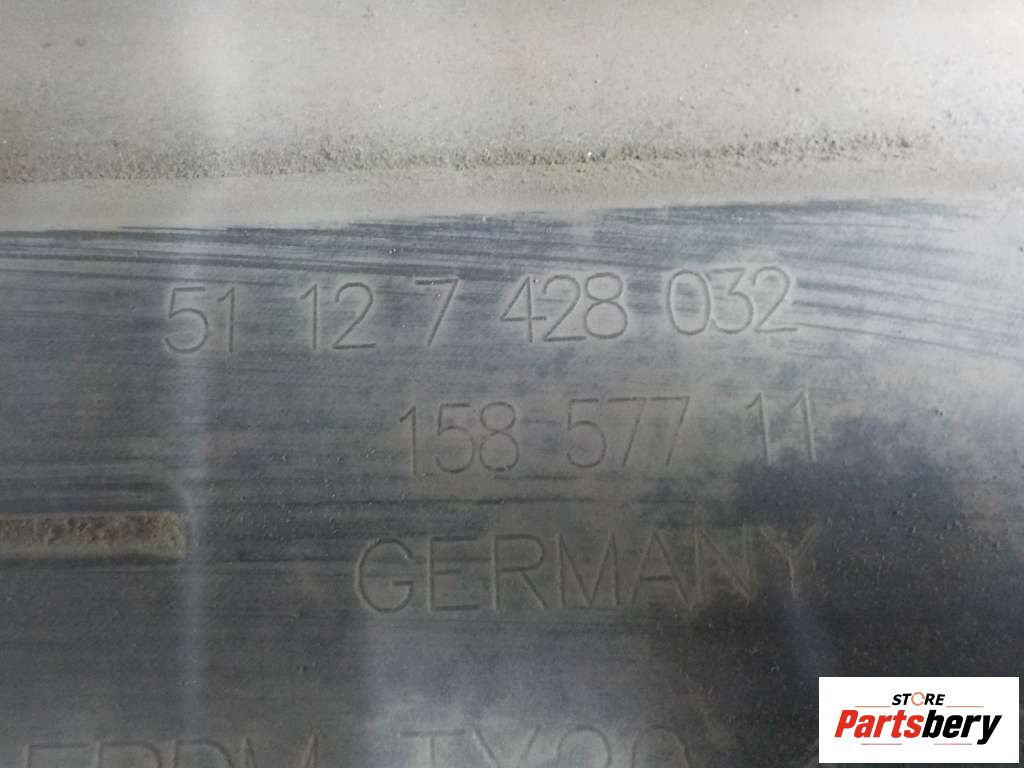 51 12 7 428 032
158 577 11
GERMANY
STORE
Partsbery